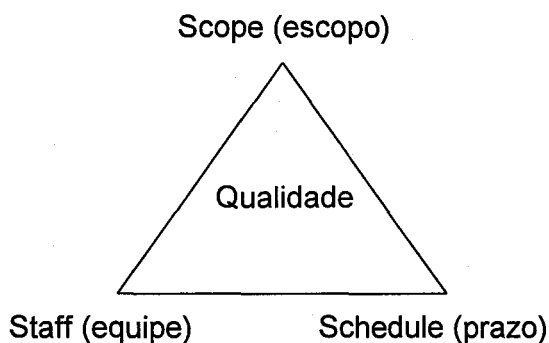 Scope (escopo)
Qualidade
Staff (equipe)
Schedule (prazo)